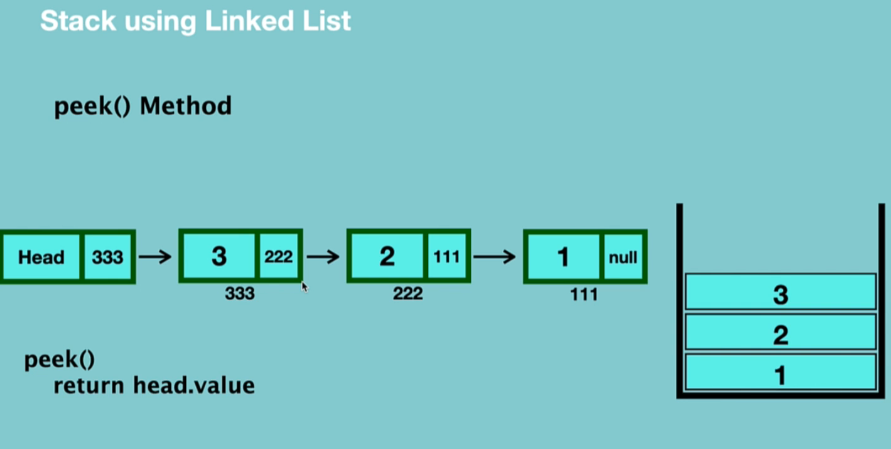 Stack using Linked List
peek() Method
Head 333 3 222 2 111 1 null
333 222 111
3
2
1
peek()
return head.value